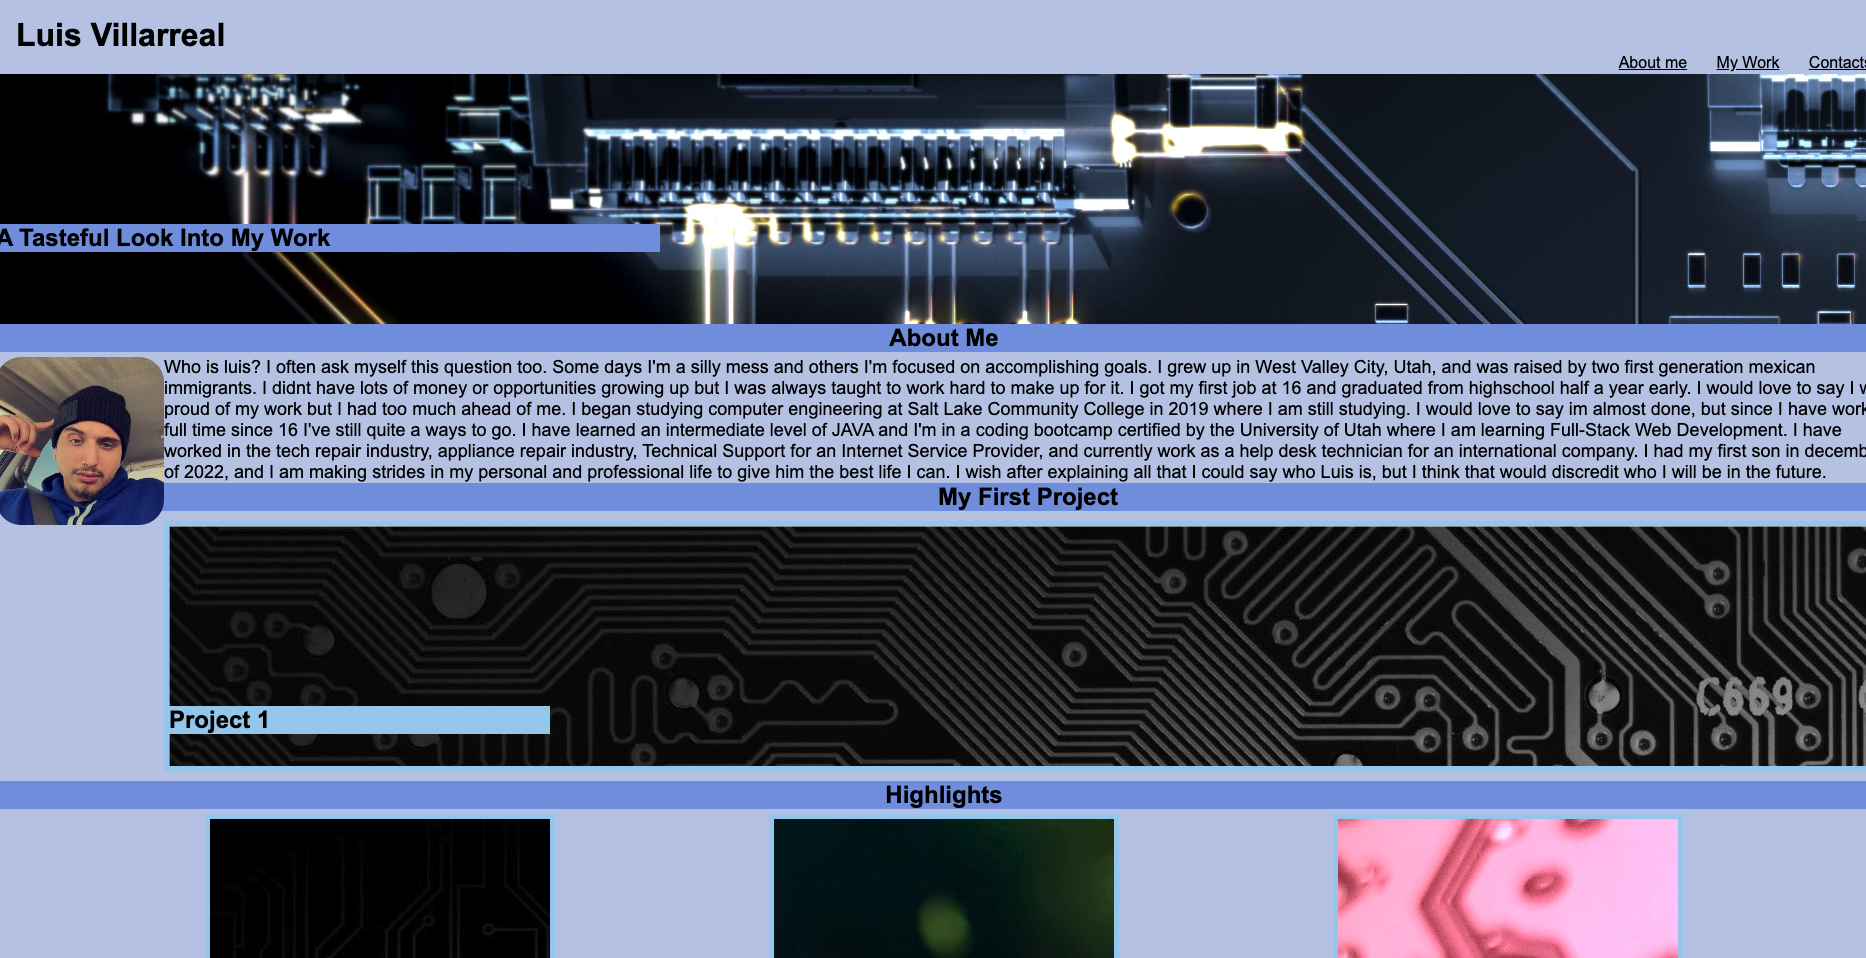 Luis Villarreal
About me My Work Contacts
A Tasteful Look Into My Work
About Me
Who is luis? I often ask myself this question too. Some days I'm a silly mess and others I'm focused on accomplishing goals. I grew up in West Valley City, Utah, and was raised by two first generation mexican
immigrants. I didnt have lots of money or opportunities growing up but I was always taught to work hard to make up for it. I got my first job at 16 and graduated from highschool half a year early. I would love to say I w
proud of my work but I had too much ahead of me. I began studying computer engineering at Salt Lake Community College in 2019 where I am still studying. I would love to say im almost done, but since I have work
full time since 16 I've still quite a ways to go. I have learned an intermediate level of JAVA and I'm in a coding bootcamp certified by the University of Utah where I am learning Full-Stack Web Development. I have
worked in the tech repair industry, appliance repair industry, Technical Support for an Internet Service Provider, and currently work as a help desk technician for an international company. I had my first son in decemb
of 2022, and I am making strides in my personal and professional life to give him the best life I can. I wish after explaining all that I could say who Luis is, but I think that would discredit who I will be in the future.
My First Project
C669
Project 1
Highlights